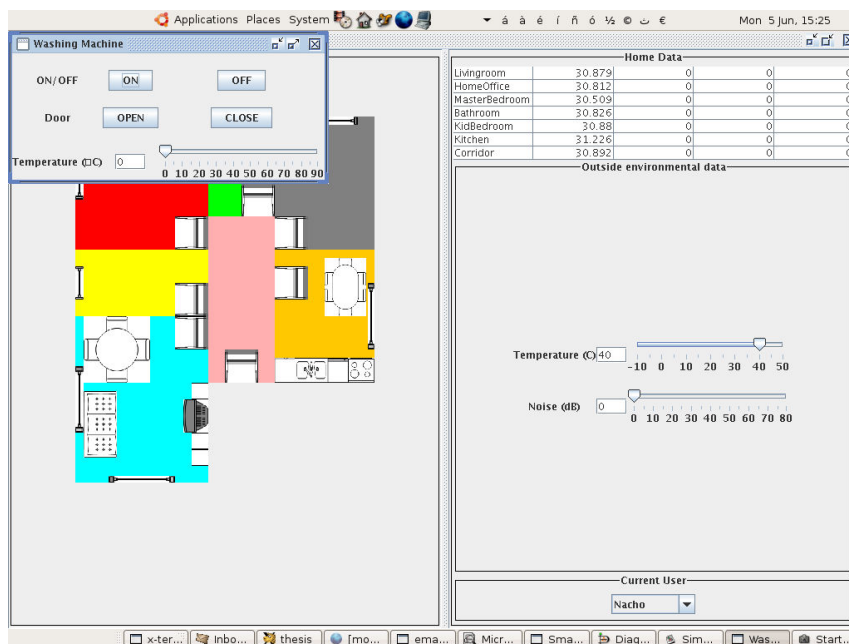 Applications Places System
á à é í ñ ó ½ © ت €
Mon 5 Jun, 15:25
Washing Machine
ON/OFF ON OFF
Door OPEN CLOSE
Temperature (□C) 0
0 10 20 30 40 50 60 70 80 90
Home Data
Livingroom 30.879 0 0 0
HomeOffice 30.812 0 0 0
MasterBedroom 30.509 0 0 0
Bathroom 30.826 0 0 0
KidBedroom 30.88 0 0 0
Kitchen 31.226 0 0 0
Corridor 30.892 0 0 0
Outside environmental data
Temperature (C) 40
-10 0 10 20 30 40 50
Noise (dB) 0
0 10 20 30 40 50 60 70 80
Current User
Nacho
x-ter... Inbo... thesis [mo... ema... Micr... Sma... Diag... Sim... Was... Start...